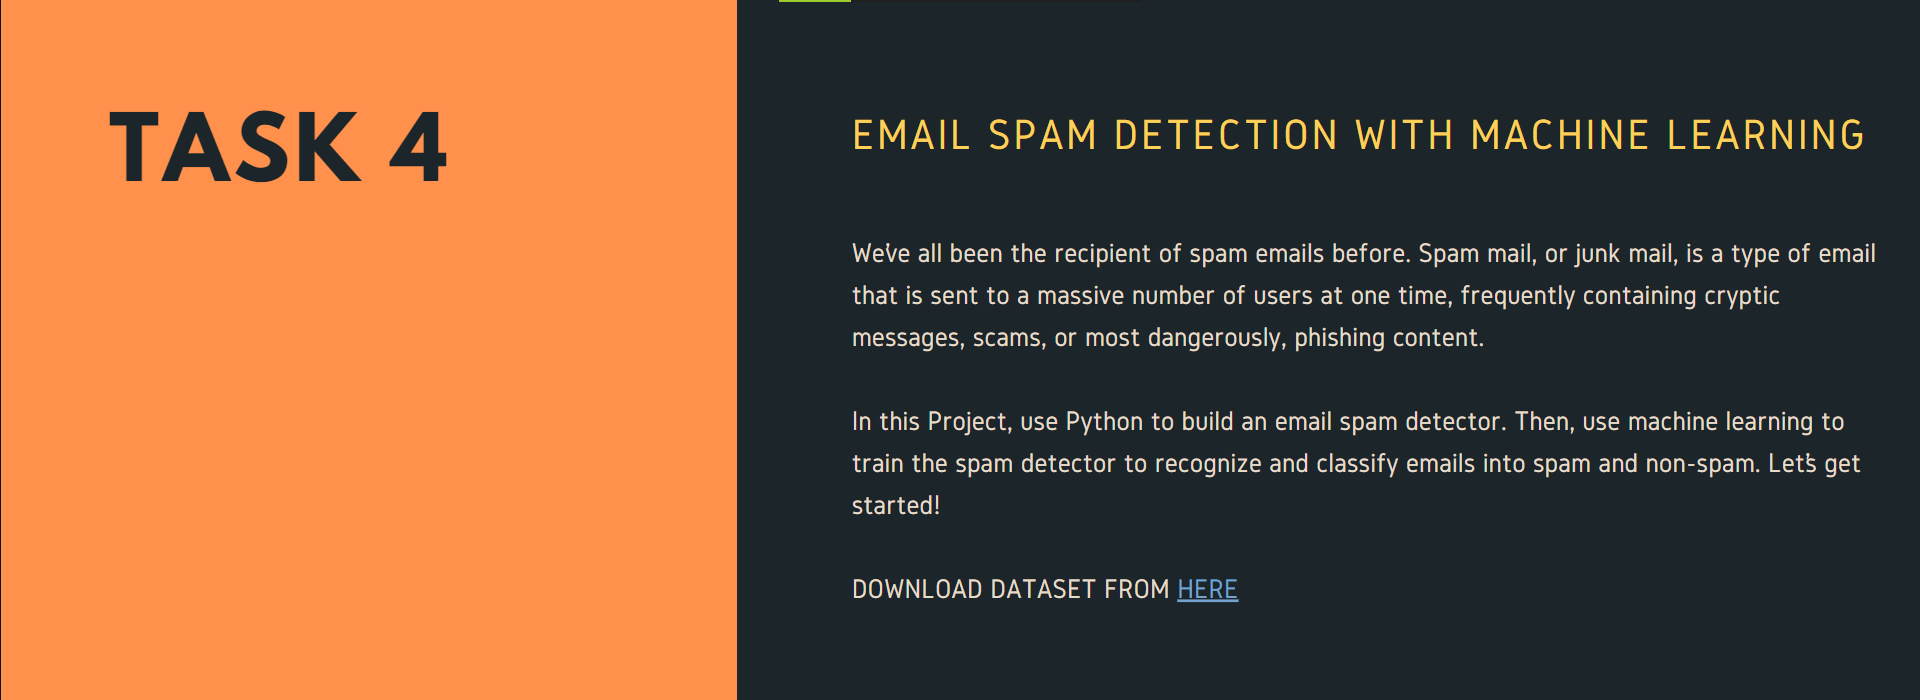 TASK 4
EMAIL SPAM DETECTION WITH MACHINE LEARNING
We've all been the recipient of spam emails before. Spam mail, or junk mail, is a type of email
that is sent to a massive number of users at one time, frequently containing cryptic
messages, scams, or most dangerously, phishing content.
In this Project, use Python to build an email spam detector. Then, use machine learning to
train the spam detector to recognize and classify emails into spam and non-spam. Let's get
started!
DOWNLOAD DATASET FROM HERE